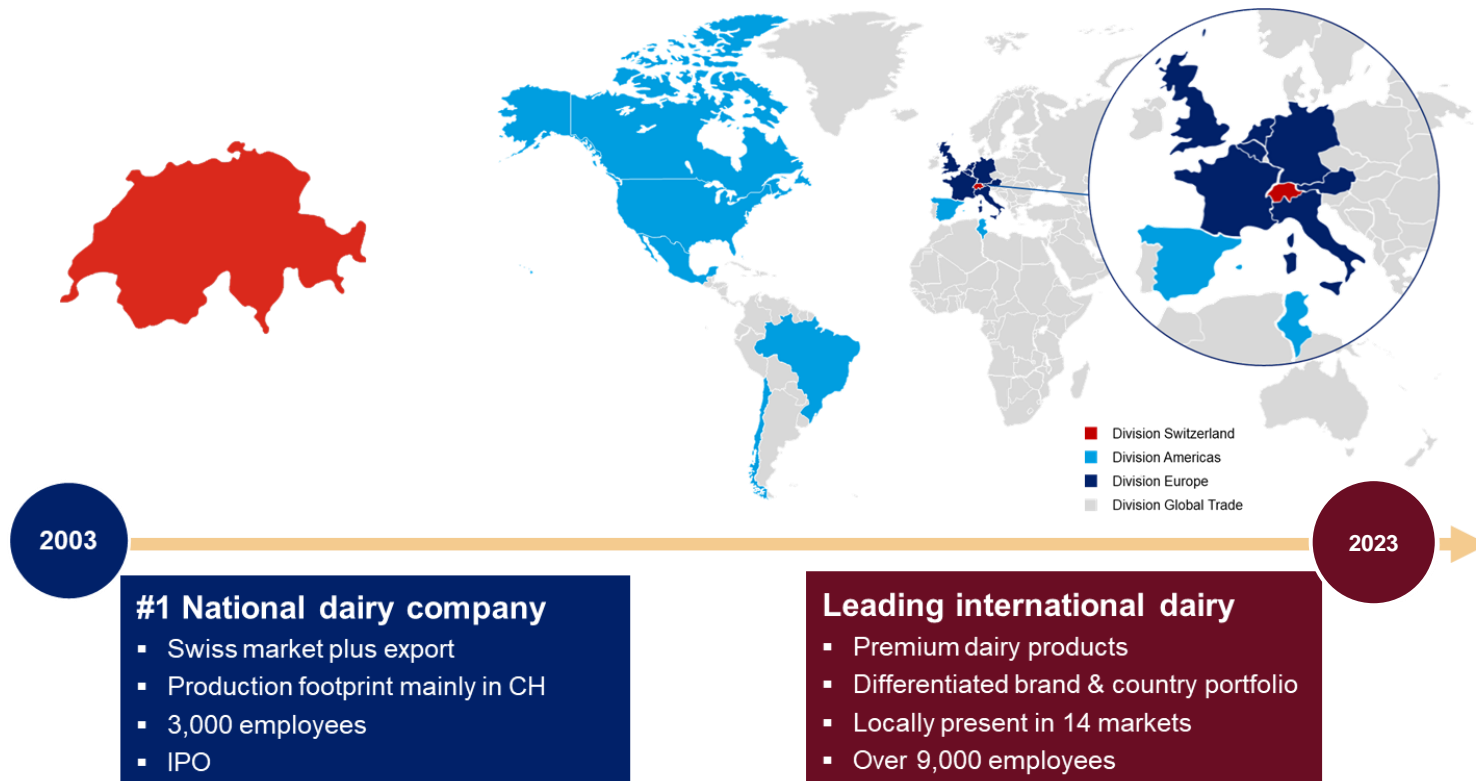 Division Switzerland
Division Americas
Division Europe
Division Global Trade
2003
2023
#1 National dairy company
▪ Swiss market plus export
▪ Production footprint mainly in CH
▪ 3,000 employees
▪ IPO
Leading international dairy
▪ Premium dairy products
▪ Differentiated brand & country portfolio
▪ Locally present in 14 markets
▪ Over 9,000 employees